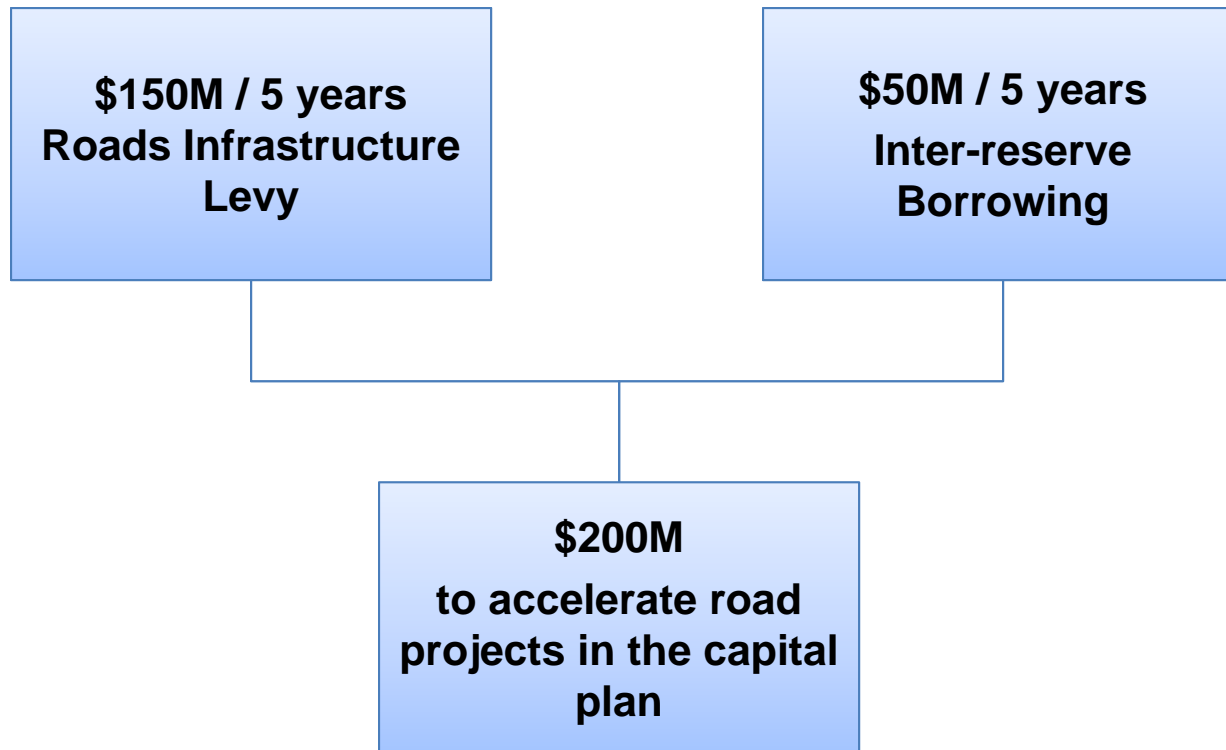 $150M / 5 years
Roads Infrastructure
Levy
$50M / 5 years
Inter-reserve
Borrowing
$200M
to accelerate road
projects in the capital
plan